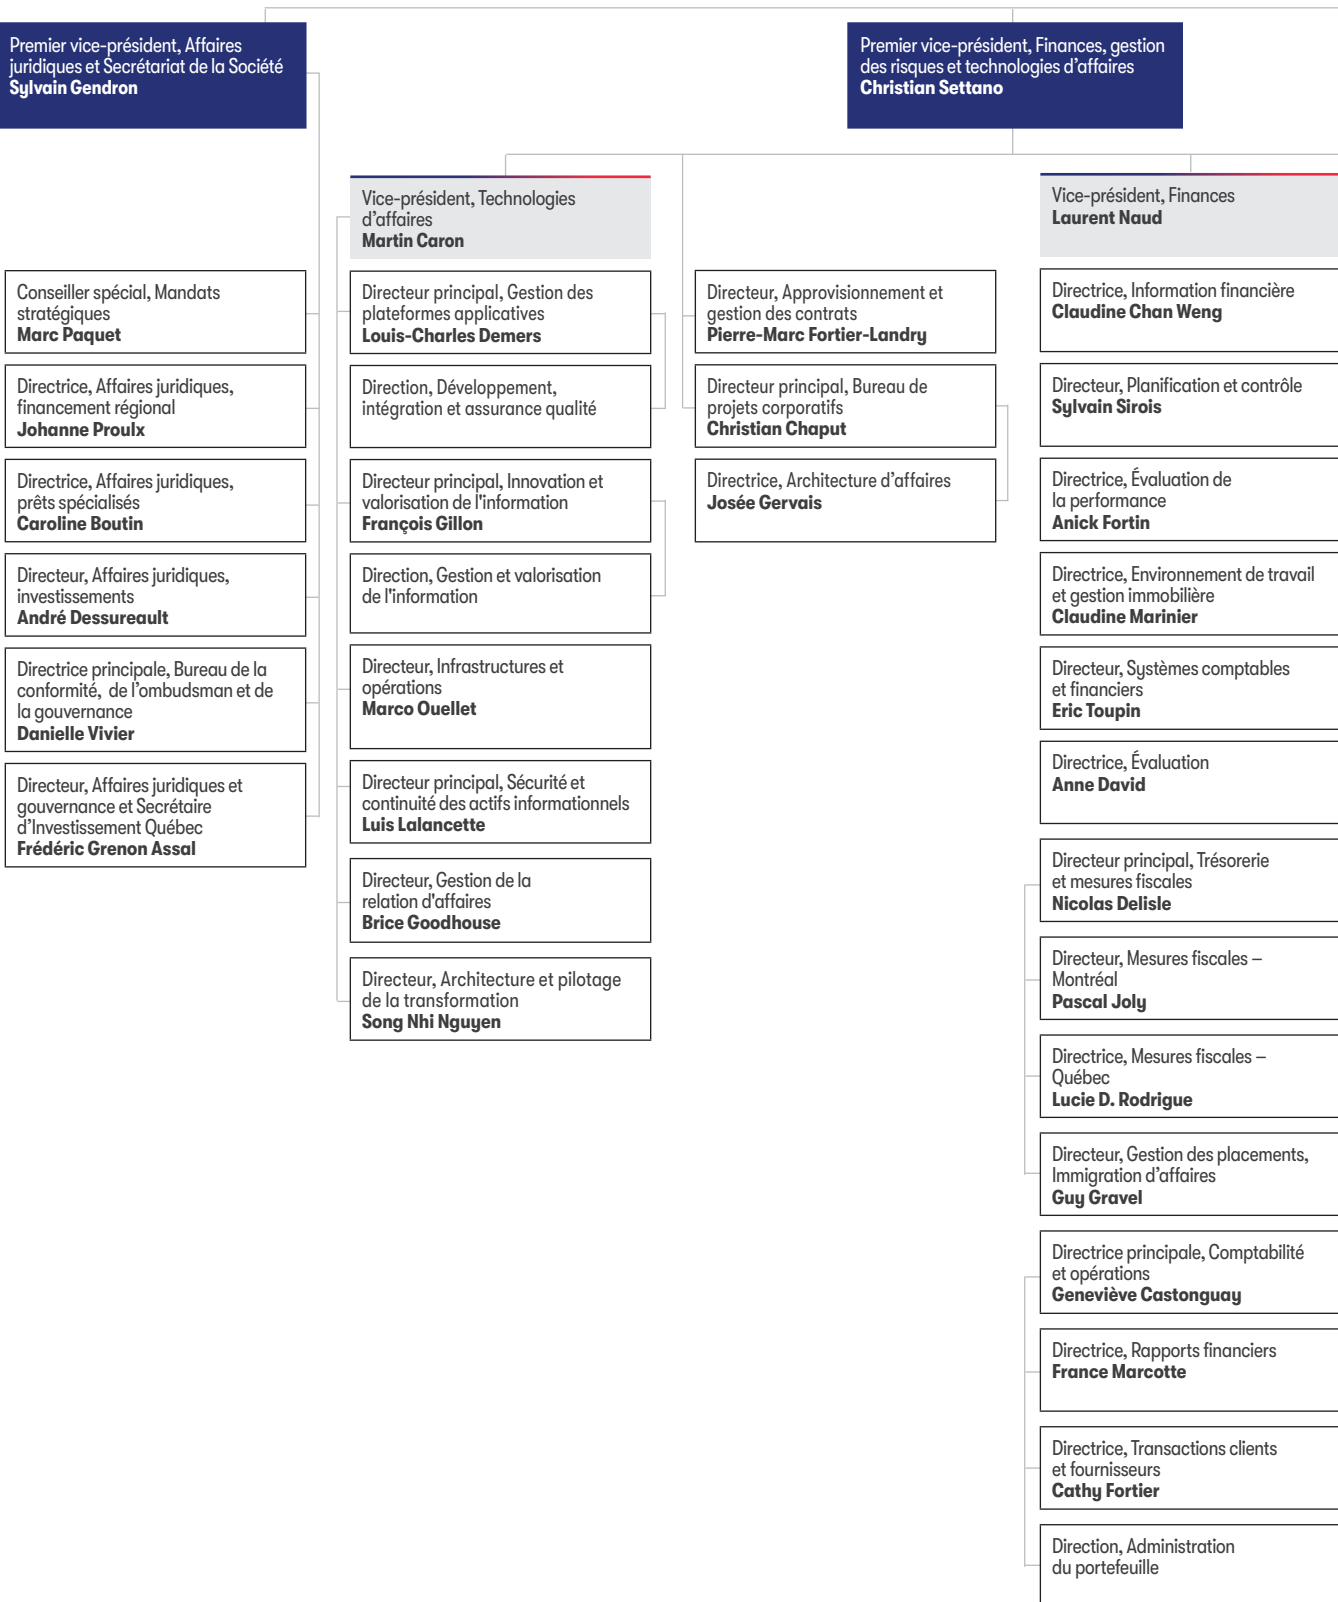 Premier vice-président, Affaires
juridiques et Secrétariat de la Société
Sylvain Gendron
Premier vice-président, Finances, gestion
des risques et technologies d’affaires
Christian Settano
Conseiller spécial, Mandats
stratégiques
Marc Paquet
Directrice, Affaires juridiques,
financement régional
Johanne Proulx
Directrice, Affaires juridiques,
prêts spécialisés
Caroline Boutin
Directeur, Affaires juridiques,
investissements
André Dessureault
Directrice principale, Bureau de la
conformité, de l’ombudsman et de
la gouvernance
Danielle Vivier
Directeur, Affaires juridiques et
gouvernance et Secrétaire
d’Investissement Québec
Frédéric Grenon Assal
Vice-président, Technologies
d’affaires
Martin Caron
Directeur principal, Gestion des
plateformes applicatives
Louis-Charles Demers
Direction, Développement,
intégration et assurance qualité
Directeur principal, Innovation et
valorisation de l'information
François Gillon
Direction, Gestion et valorisation
de l'information
Directeur, Infrastructures et
opérations
Marco Ouellet
Directeur principal, Sécurité et
continuité des actifs informationnels
Luis Lalancette
Directeur, Gestion de la
relation d'affaires
Brice Goodhouse
Directeur, Architecture et pilotage
de la transformation
Song Nhi Nguyen
Directeur, Approvisionnement et
gestion des contrats
Pierre-Marc Fortier-Landry
Directeur principal, Bureau de
projets corporatifs
Christian Chaput
Directrice, Architecture d’affaires
Josée Gervais
Vice-président, Finances
Laurent Naud
Directrice, Information financière
Claudine Chan Weng
Directeur, Planification et contrôle
Sylvain Sirois
Directrice, Évaluation de
la performance
Anick Fortin
Directrice, Environnement de travail
et gestion immobilière
Claudine Marinier
Directeur, Systèmes comptables
et financiers
Eric Toupin
Directrice, Évaluation
Anne David
Directeur principal, Trésorerie
et mesures fiscales
Nicolas Delisle
Directeur, Mesures fiscales –
Montréal
Pascal Joly
Directrice, Mesures fiscales –
Québec
Lucie D. Rodrigue
Directeur, Gestion des placements,
Immigration d’affaires
Guy Gravel
Directrice principale, Comptabilité
et opérations
Geneviève Castonguay
Directrice, Rapports financiers
France Marcotte
Directrice, Transactions clients
et fournisseurs
Cathy Fortier
Direction, Administration
du portefeuille